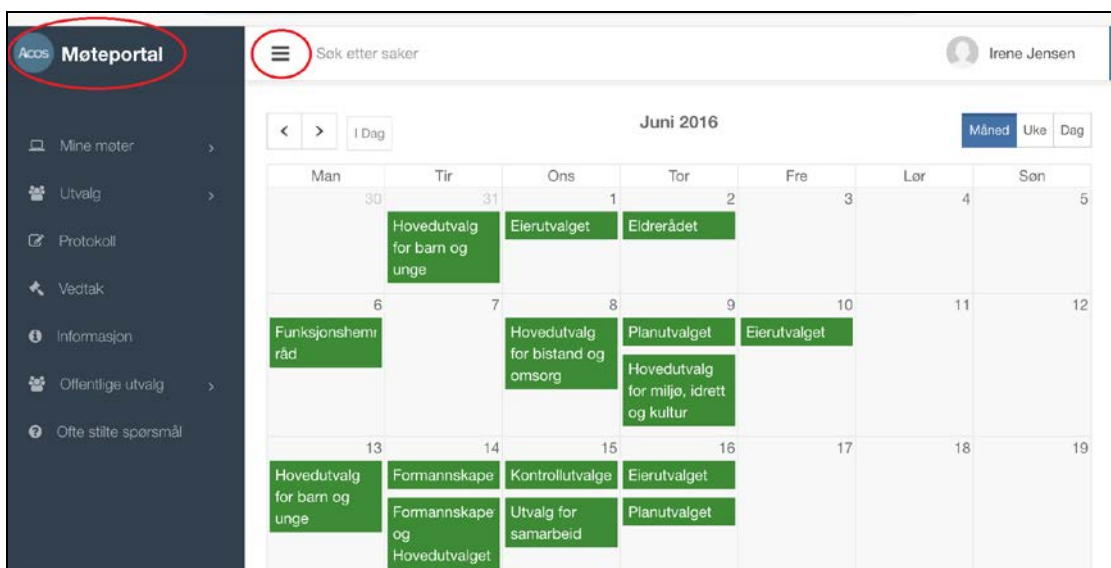 Acos Møteportal
Søk etter saker
Irene Jensen
Mine møter
Utvalg
Protokoll
Vedtak
Informasjon
Offentlige utvalg
Ofte stilte spørsmål
I Dag
Juni 2016
Måned Uke Dag
Man Tir Ons Tor Fre Lør Søn
30 31 1 2 3 4 5
Hovedutvalg
for barn og
unge
Eierutvalget
Eldrerådet
6 7 8 9 10 11 12
Funksjonshemr
råd
Hovedutvalg
for bistand og
omsorg
Planutvalget
Hovedutvalg
for miljø, idrett
og kultur
Eierutvalget
13 14 15 16 17 18 19
Hovedutvalg
for barn og
unge
Formannskape
Formannskape
og
Hovedutvalget
Kontrollutvalge
Utvalg for
samarbeid
Eierutvalget
Planutvalget